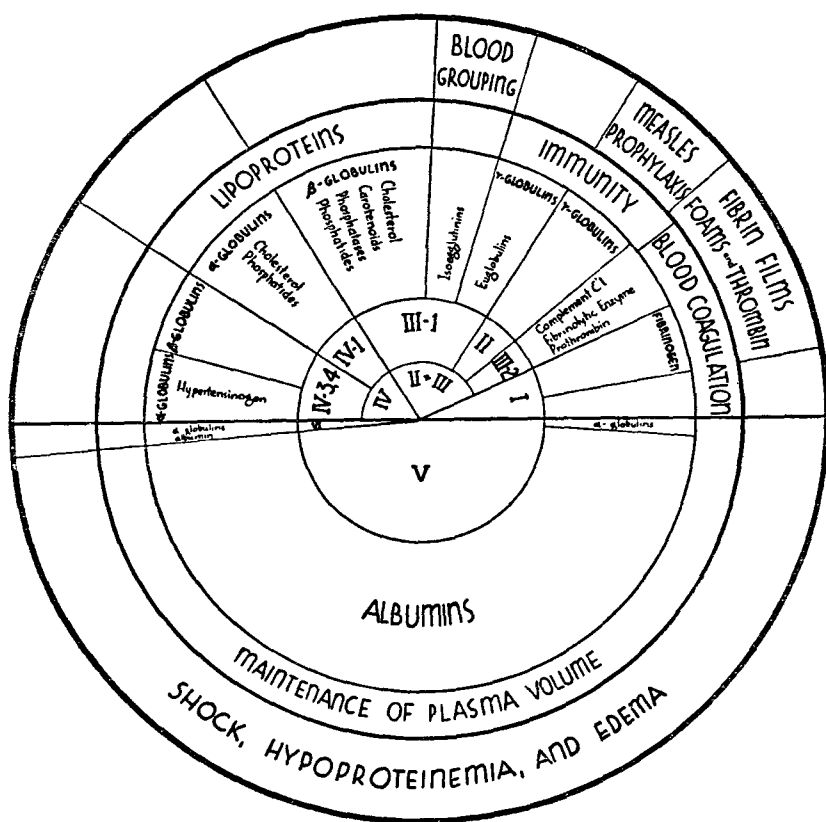 BLOOD
GROUPING
MEASLES
PROPHYLAXIS
FIBRIN FILMS
FOAMS and THROMBIN
LIPOPROTEINS
IMMUNITY
BLOOD COAGULATION
α-GLOBULINS
Hypertensinogen
β-GLOBULINS
α-GLOBULINS
Cholesterol
Phosphatides
β-GLOBULINS
Cholesterol
Carotenoids
Phosphatases
Phosphatides
Isoagglutinins
γ-GLOBULINS
Euglobulins
γ-GLOBULINS
Complement C'1
Fibrinolytic Enzyme
Prothrombin
FIBRINOGEN
α globulins
albumin
α-globulins
IV-3,4
IV-1
III-1
II
III-2
I
IV
II+III
V
ALBUMINS
MAINTENANCE OF PLASMA VOLUME
SHOCK, HYPOPROTEINEMIA, AND EDEMA